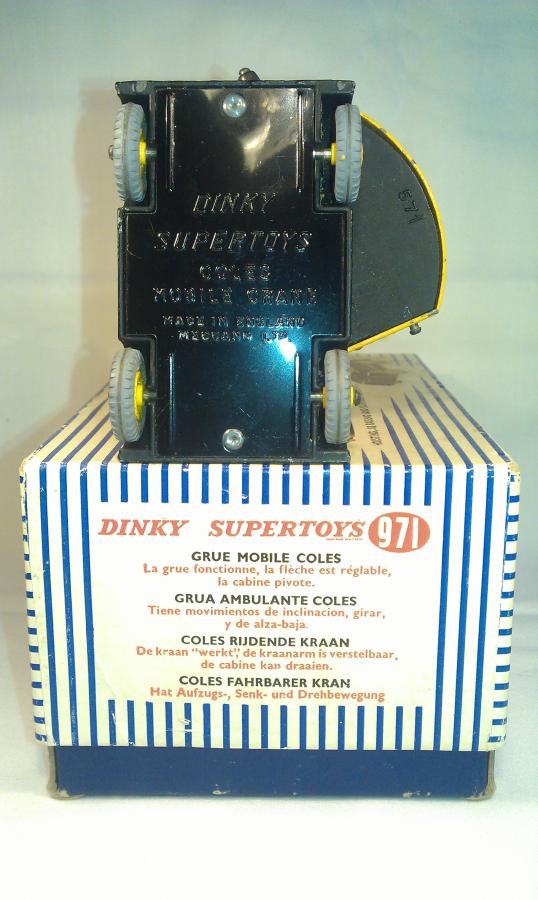 DINKY
SUPERTOYS
COLES
MOBILE CRANE
MADE IN ENGLAND
MECCANO LTD
971
DINKY SUPERTOYS 971
GRUE MOBILE COLES
La grue fonctionne, la flèche est réglable,
la cabine pivote.
GRUA AMBULANTE COLES
Tiene movimientos de inclinacion, girar,
y de alza-baja.
COLES RIJDENDE KRAAN
De kraan "werkt", de kraanarm is verstelbaar,
de cabine kan draaien.
COLES FAHRBARER KRAN
Hat Aufzugs-, Senk- und Drehbewegung